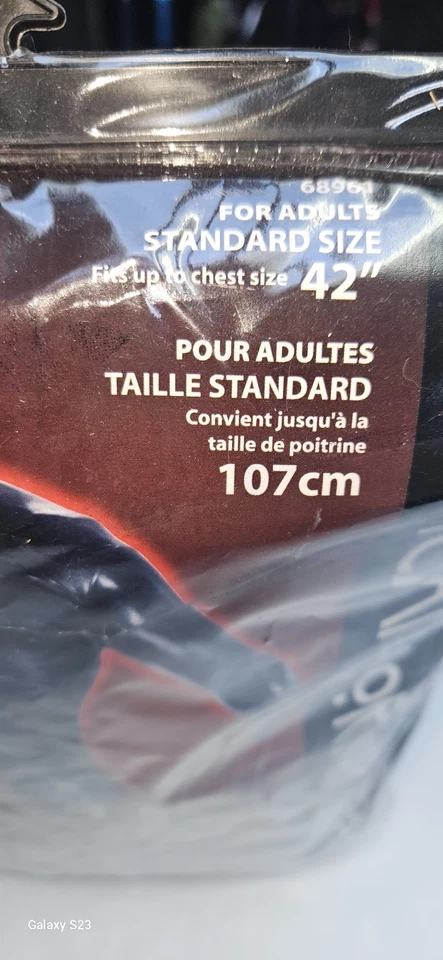 68961
FOR ADULTS
STANDARD SIZE
Fits up to chest size 42"
POUR ADULTES
TAILLE STANDARD
Convient jusqu'à la
taille de poitrine
107cm
Galaxy S23